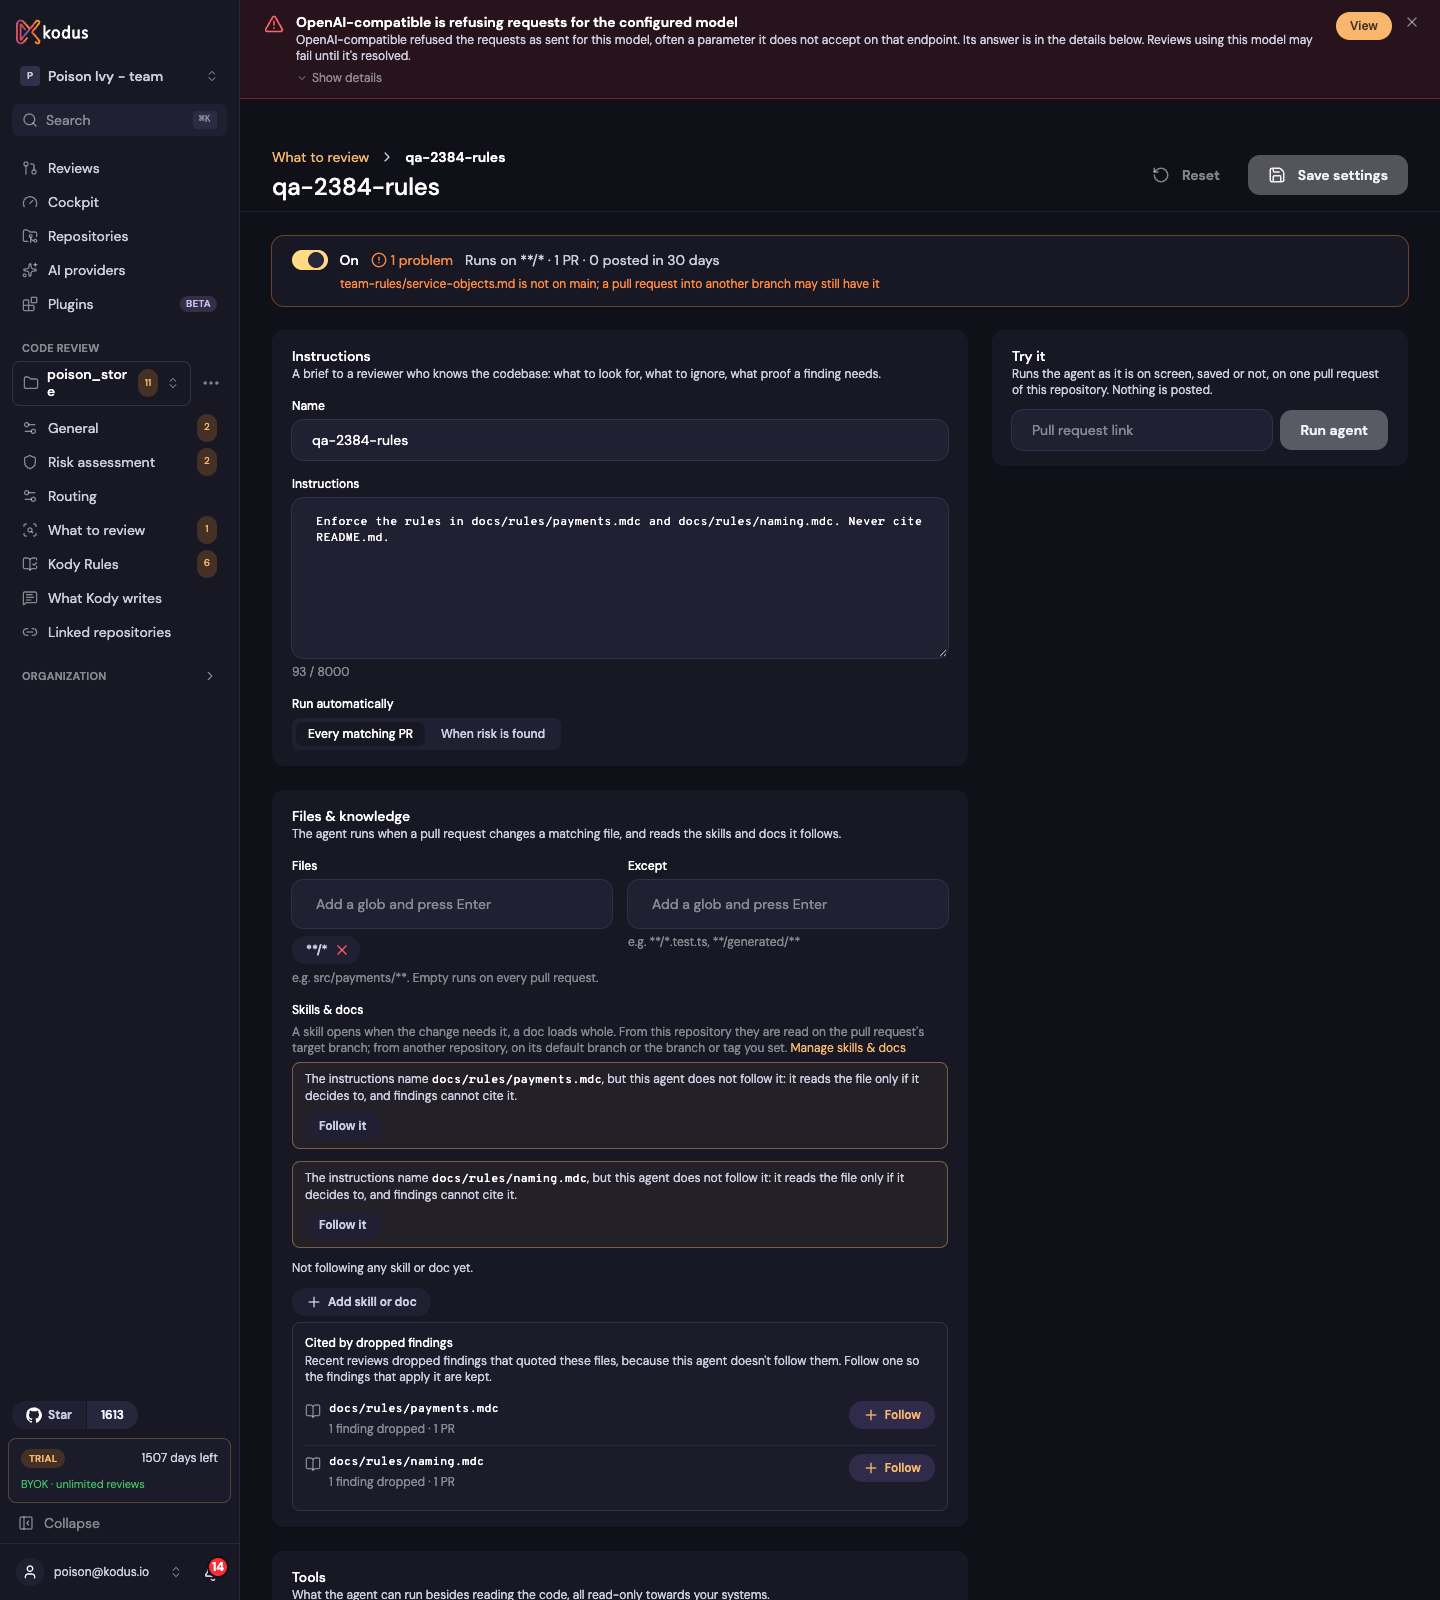 kodus
P Poison Ivy - team
Search ⌘K
Reviews
Cockpit
Repositories
AI providers
Plugins BETA
CODE REVIEW
poison_stor
e
11
General 2
Risk assessment 2
Routing
What to review 1
Kody Rules 6
What Kody writes
Linked repositories
ORGANIZATION
Star 1613
TRIAL 1507 days left
BYOK · unlimited reviews
Collapse
poison@kodus.io 14
OpenAI-compatible is refusing requests for the configured model
OpenAI-compatible refused the requests as sent for this model, often a parameter it does not accept on that endpoint. Its answer is in the details below. Reviews using this model may
fail until it's resolved.
Show details
View
What to review > qa-2384-rules
qa-2384-rules
Reset
Save settings
On 1 problem Runs on **/* · 1 PR · 0 posted in 30 days
team-rules/service-objects.md is not on main; a pull request into another branch may still have it
Instructions
A brief to a reviewer who knows the codebase: what to look for, what to ignore, what proof a finding needs.
Name
qa-2384-rules
Instructions
Enforce the rules in docs/rules/payments.mdc and docs/rules/naming.mdc. Never cite
README.md.
93 / 8000
Run automatically
Every matching PR When risk is found
Try it
Runs the agent as it is on screen, saved or not, on one pull request
of this repository. Nothing is posted.
Pull request link Run agent
Files & knowledge
The agent runs when a pull request changes a matching file, and reads the skills and docs it follows.
Files
Add a glob and press Enter
**/*
e.g. src/payments/**. Empty runs on every pull request.
Except
Add a glob and press Enter
e.g. **/*.test.ts, **/generated/**
Skills & docs
A skill opens when the change needs it, a doc loads whole. From this repository they are read on the pull request's
target branch; from another repository, on its default branch or the branch or tag you set. Manage skills & docs
The instructions name docs/rules/payments.mdc, but this agent does not follow it: it reads the file only if it
decides to, and findings cannot cite it.
Follow it
The instructions name docs/rules/naming.mdc, but this agent does not follow it: it reads the file only if it
decides to, and findings cannot cite it.
Follow it
Not following any skill or doc yet.
Add skill or doc
Cited by dropped findings
Recent reviews dropped findings that quoted these files, because this agent doesn't follow them. Follow one so
the findings that apply it are kept.
docs/rules/payments.mdc
1 finding dropped · 1 PR
Follow
docs/rules/naming.mdc
1 finding dropped · 1 PR
Follow
Tools
What the agent can run besides reading the code, all read-only towards your systems.